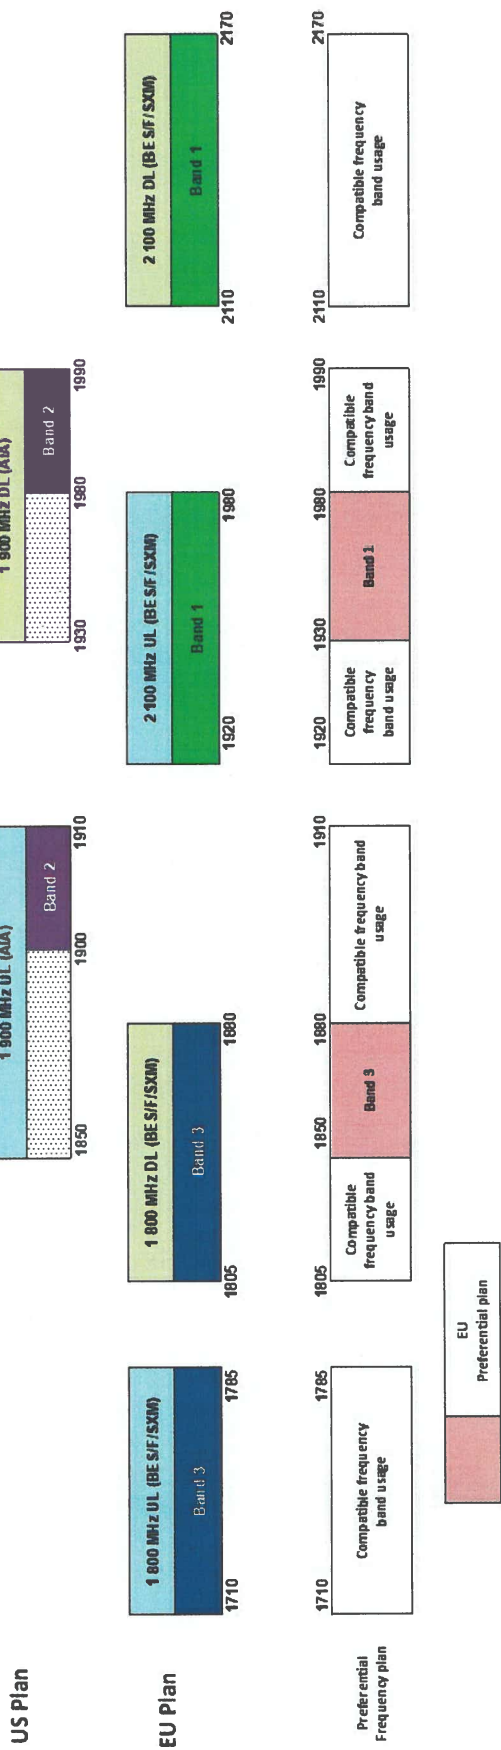 US Plan
1 900 MHz UL (AIA)
1 900 MHz DL (AIA)
Band 2
Band 2
1850
1900
1910
1930
1980
1990
EU Plan
1 800 MHz UL (BES/F/SXM)
1 800 MHz DL (BES/F/SXM)
2 100 MHz UL (BES/F/SXM)
2 100 MHz DL (BES/F/SXM)
Band 3
Band 3
Band 1
Band 1
1710
1785
1805
1880
1920
1980
2110
2170
1710
1785
1805
1850
1880
1910
1920
1930
1980
1990
2110
2170
Preferential
Frequency plan
Compatible frequency
band usage
Compatible
frequency band
usage
Band 3
Compatible frequency band
usage
Compatible
frequency
band usage
Band 1
Compatible
frequency band
usage
Compatible frequency
band usage
EU
Preferential plan